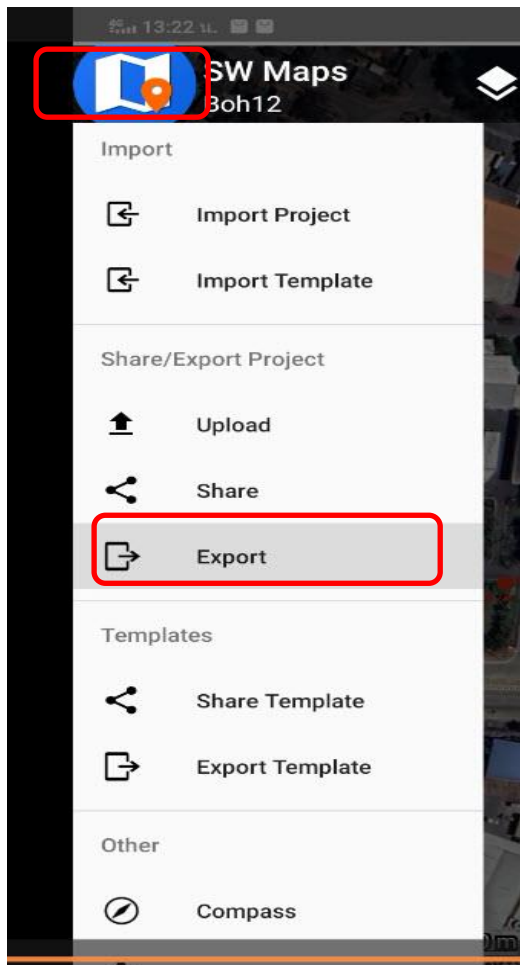 13:22 น.
SW Maps
Boh12
Import
Import Project
Import Template
Share/Export Project
Upload
Share
Export
Templates
Share Template
Export Template
Other
Compass